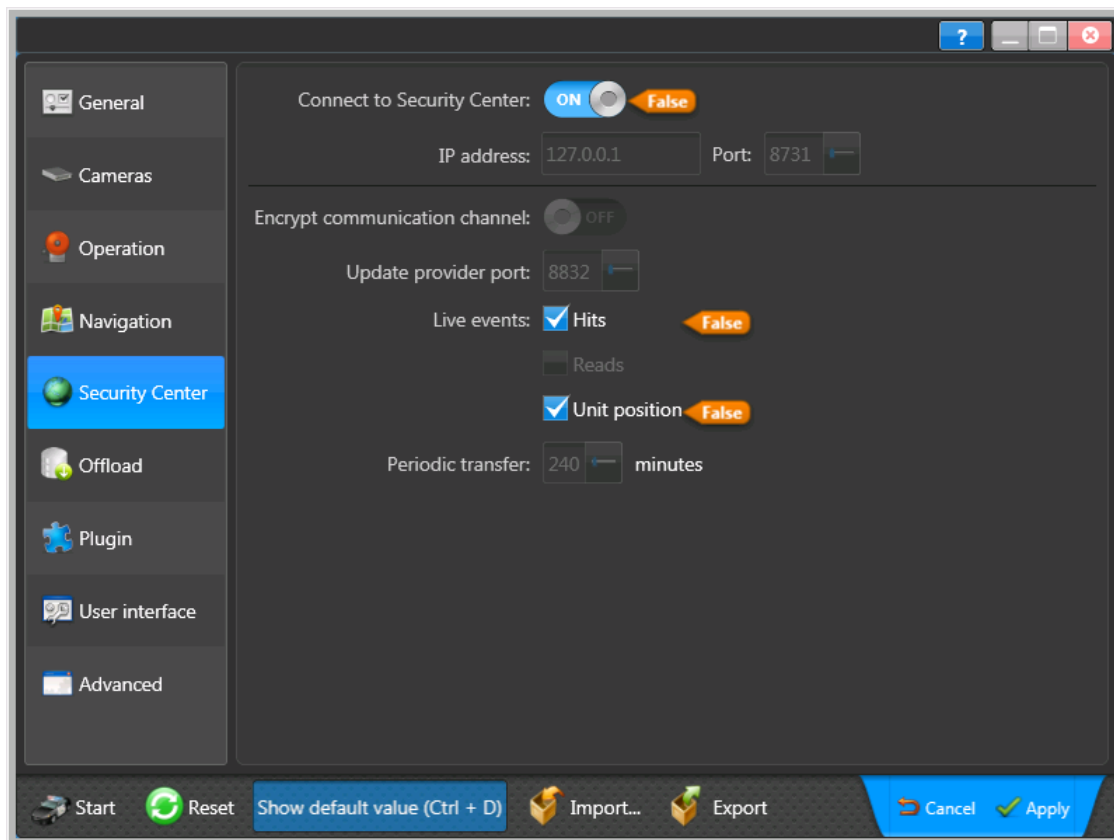 ?
General
Cameras
Operation
Navigation
Security Center
Offload
Plugin
User interface
Advanced
Connect to Security Center: ON False
IP address: 127.0.0.1 Port: 8731
Encrypt communication channel: OFF
Update provider port: 8832
Live events: Hits False
Reads
Unit position False
Periodic transfer: 240 minutes
Start Reset Show default value (Ctrl + D) Import... Export Cancel Apply